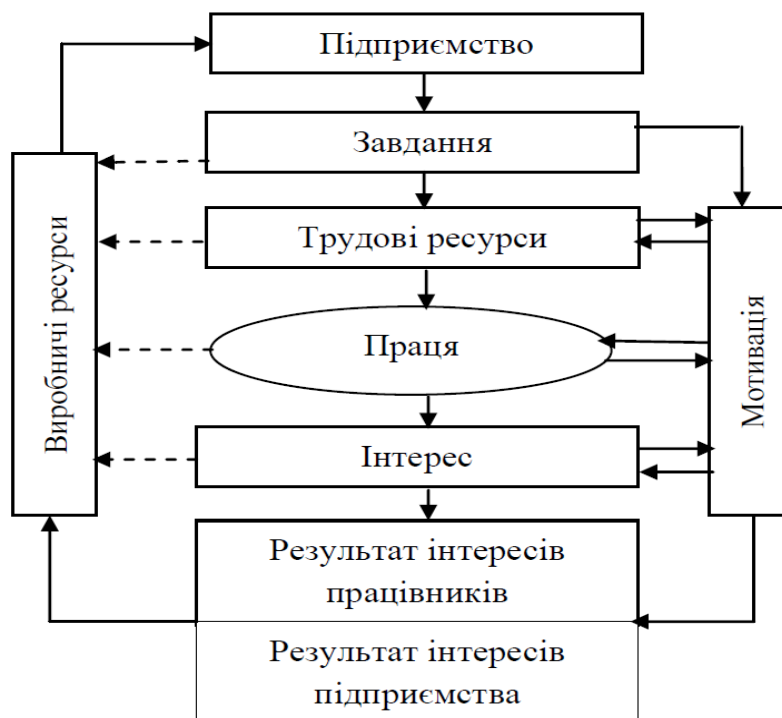 Підприємство
Завдання
Трудові ресурси
Праця
Інтерес
Результат інтересів
працівників
Результат інтересів
підприємства
Виробничі ресурси
Мотивація